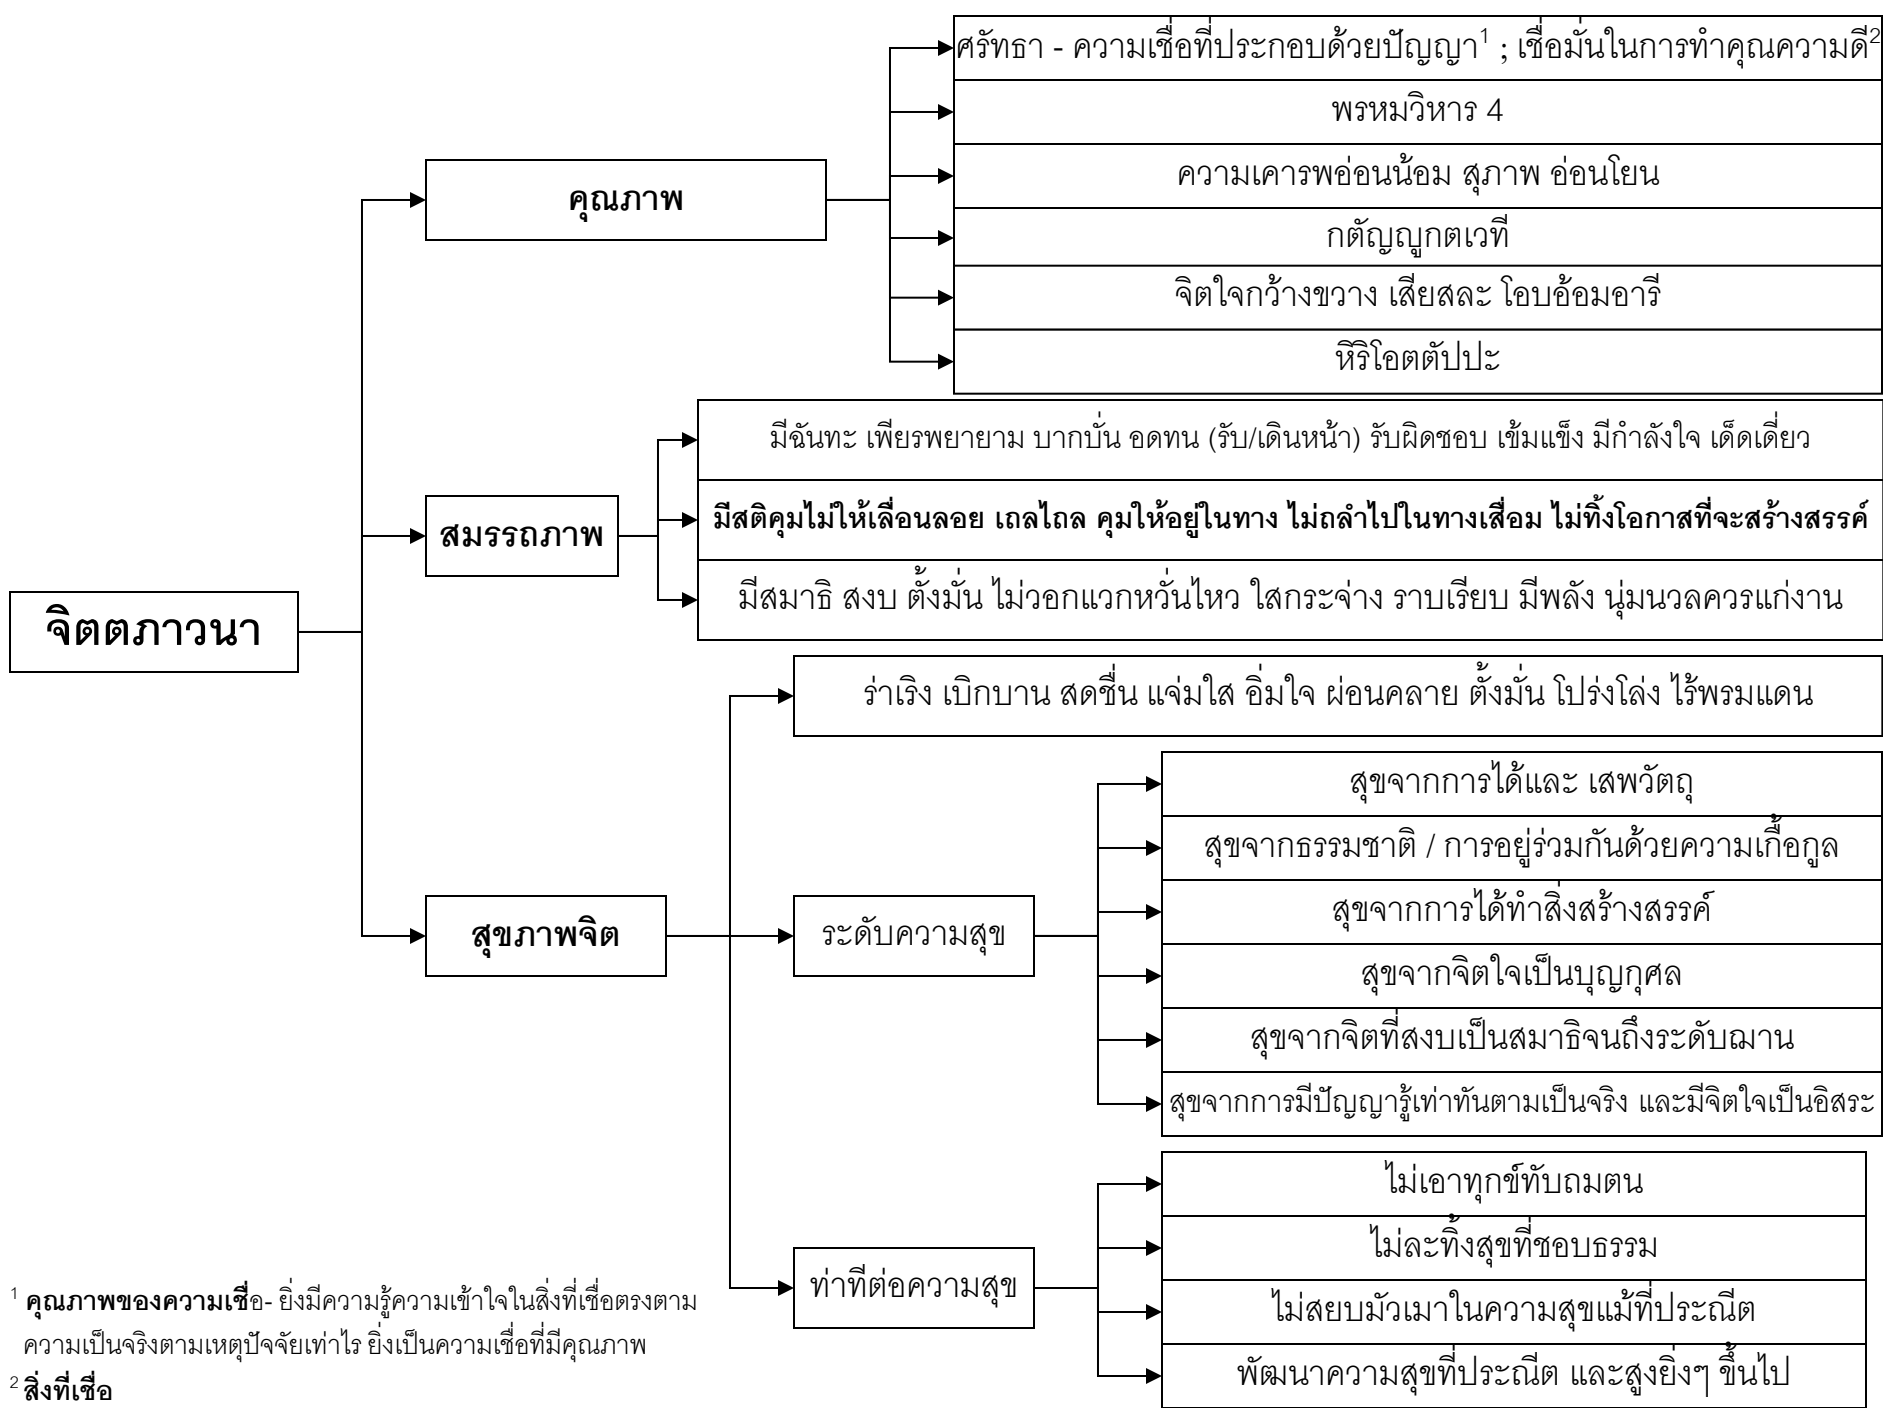 จิตตภาวนา
คุณภาพ
ศรัทธา - ความเชื่อที่ประกอบด้วยปัญญา1 ; เชื่อมั่นในการทำคุณความดี2
พรหมวิหาร 4
ความเคารพอ่อนน้อม สุภาพ อ่อนโยน
กตัญญูกตเวที
จิตใจกว้างขวาง เสียสละ โอบอ้อมอารี
หิริโอตตัปปะ
สมรรถภาพ
มีฉันทะ เพียรพยายาม บากบั่น อดทน (รับ/เดินหน้า) รับผิดชอบ เข้มแข็ง มีกำลังใจ เด็ดเดี่ยว
มีสติคุมไม่ให้เลื่อนลอย เถลไถล คุมให้อยู่ในทาง ไม่ถลำไปในทางเสื่อม ไม่ทิ้งโอกาสที่จะสร้างสรรค์
มีสมาธิ สงบ ตั้งมั่น ไม่วอกแวกหวั่นไหว ใสกระจ่าง ราบเรียบ มีพลัง นุ่มนวลควรแก่งาน
สุขภาพจิต
ร่าเริง เบิกบาน สดชื่น แจ่มใส อิ่มใจ ผ่อนคลาย ตั้งมั่น โปร่งโล่ง ไร้พรมแดน
ระดับความสุข
สุขจากการได้และ เสพวัตถุ
สุขจากธรรมชาติ / การอยู่ร่วมกันด้วยความเกื้อกูล
สุขจากการได้ทำสิ่งสร้างสรรค์
สุขจากจิตใจเป็นบุญกุศล
สุขจากจิตที่สงบเป็นสมาธิจนถึงระดับฌาน
สุขจากการมีปัญญารู้เท่าทันตามเป็นจริง และมีจิตใจเป็นอิสระ
ท่าทีต่อความสุข
ไม่เอาทุกข์ทับถมตน
ไม่ละทิ้งสุขที่ชอบธรรม
ไม่สยบมัวเมาในความสุขแม้ที่ประณีต
พัฒนาความสุขที่ประณีต และสูงยิ่งๆ ขึ้นไป
1 คุณภาพของความเชื่อ- ยิ่งมีความรู้ความเข้าใจในสิ่งที่เชื่อตรงตาม
ความเป็นจริงตามเหตุปัจจัยเท่าไร ยิ่งเป็นความเชื่อที่มีคุณภาพ
2 สิ่งที่เชื่อ